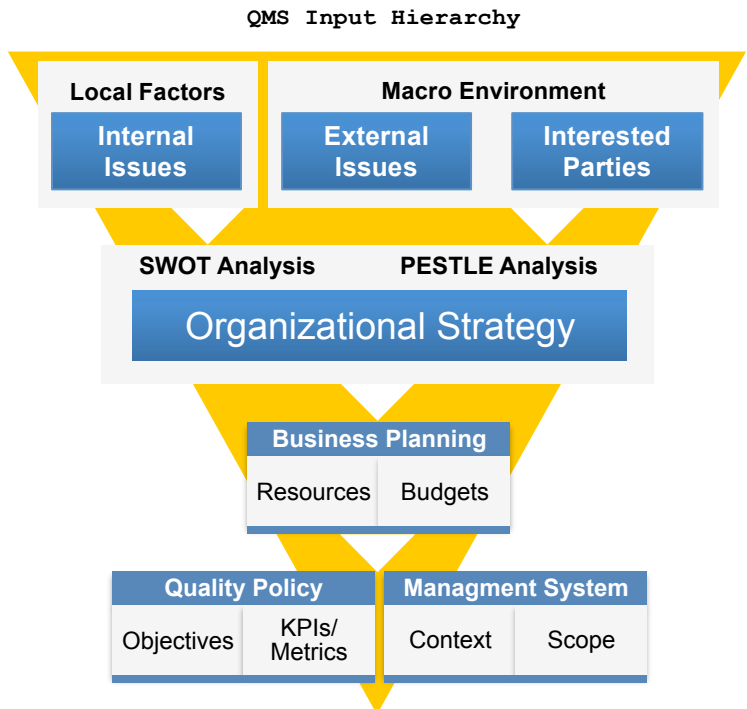 QMS Input Hierarchy
Local Factors
Macro Environment
Internal
Issues
External
Issues
Interested
Parties
SWOT Analysis
PESTLE Analysis
Organizational Strategy
Business Planning
Resources
Budgets
Quality Policy
Managment System
Objectives
KPIs/
Metrics
Context
Scope